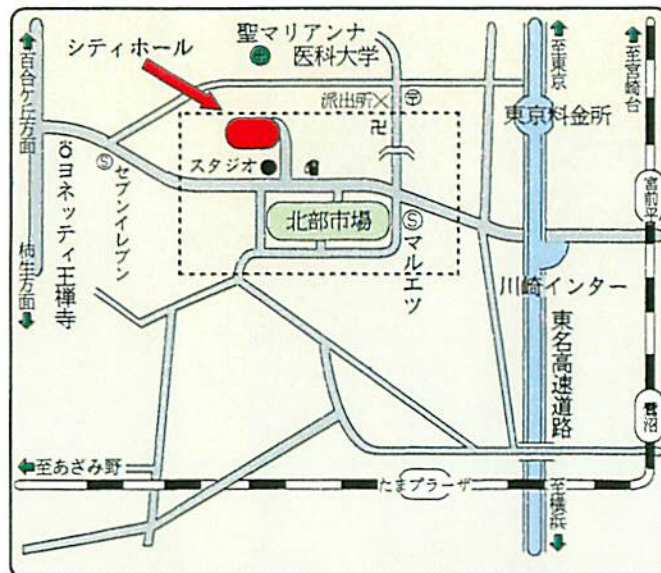 シティホール
聖マリアンナ
医科大学
至東京
至宮崎台
百合ケ丘方面
派出所
〒
卍
東京料金所
スタジオ
宮前平
ヨネッティ王禅寺
Ⓢ
セブンイレブン
北部市場
Ⓢ
マルエツ
川崎インター
柿生方面
東名高速道路
鷺沼
至あざみ野
たまプラーザ
至横浜